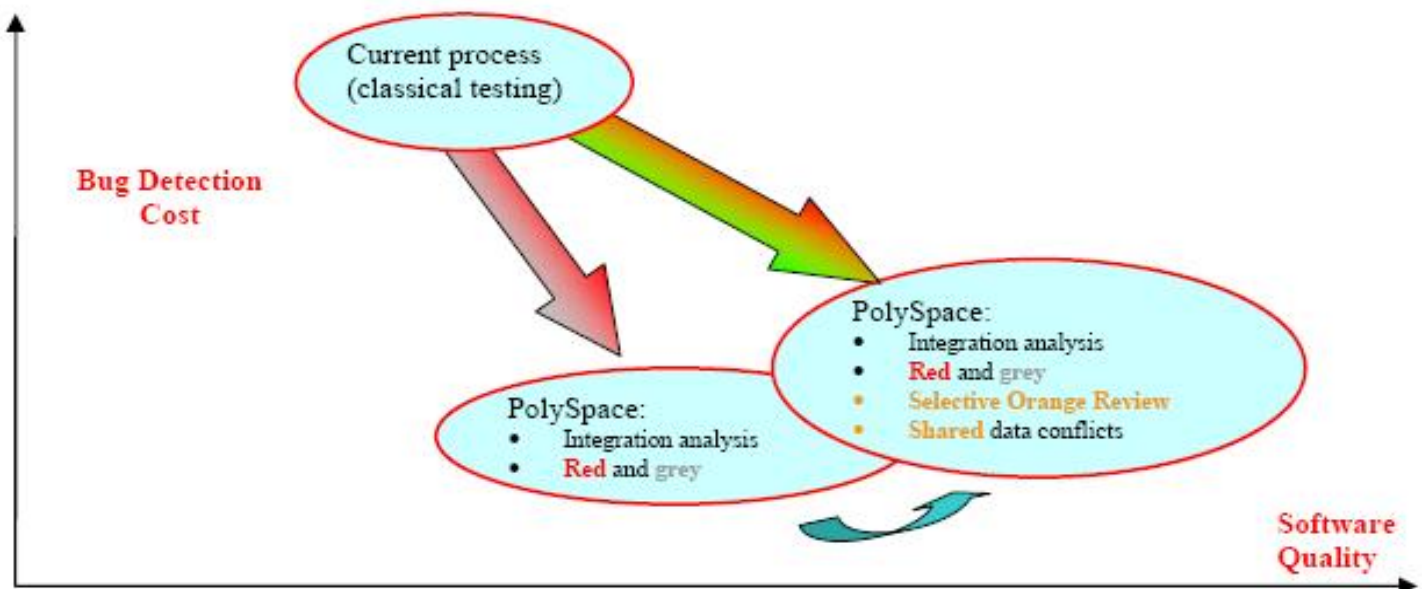 Current process
(classical testing)
Bug Detection
Cost
PolySpace:
• Integration analysis
• Red and grey
• Selective Orange Review
• Shared data conflicts
PolySpace:
• Integration analysis
• Red and grey
Software
Quality